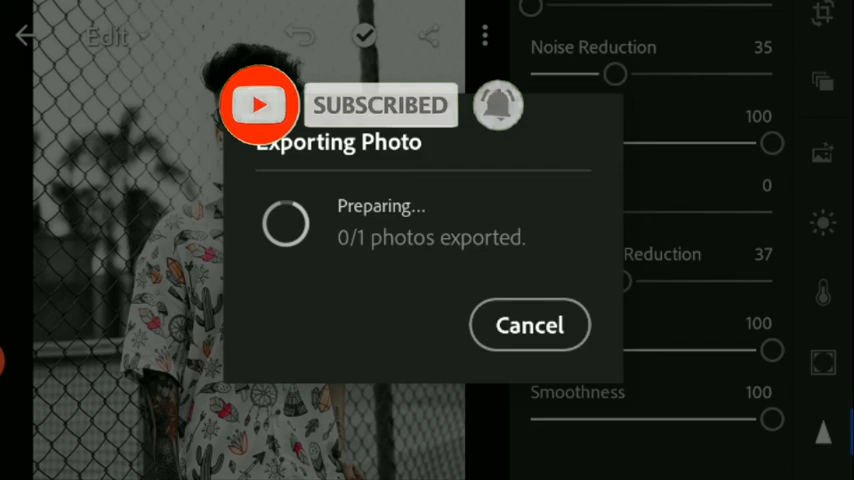 Edit
Noise Reduction 35
SUBSCRIBED
100
Exporting Photo
0
Preparing...
0/1 photos exported.
Reduction 37
Cancel
100
Smoothness 100